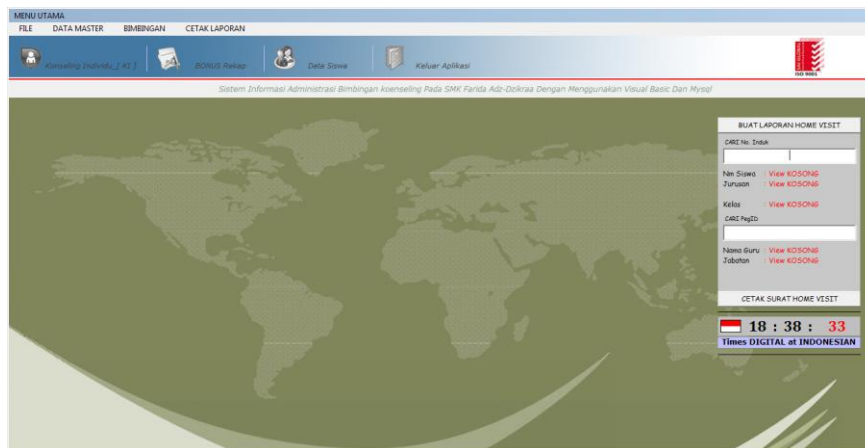 MENU UTAMA
FILE DATA MASTER BIMBINGAN CETAK LAPORAN
Konseling Individu_[ K1 ] BONUS Rekap Data Siswa Keluar Aplikasi
ISO 9001
Sistem Informasi Administrasi Bimbingan koenseling Pada SMK Farida Adz-Dzikraa Dengan Menggunakan Visual Basic Dan Mysql
BUAT LAPORAN HOME VISIT
CARI No. Induk
Nm Siswa : View KOSONG
Jurusan : View KOSONG
Kelas : View KOSONG
CARI PegID
Nama Guru : View KOSONG
Jabatan : View KOSONG
CETAK SURAT HOME VISIT
18 : 38 : 33
Times DIGITAL at INDONESIAN